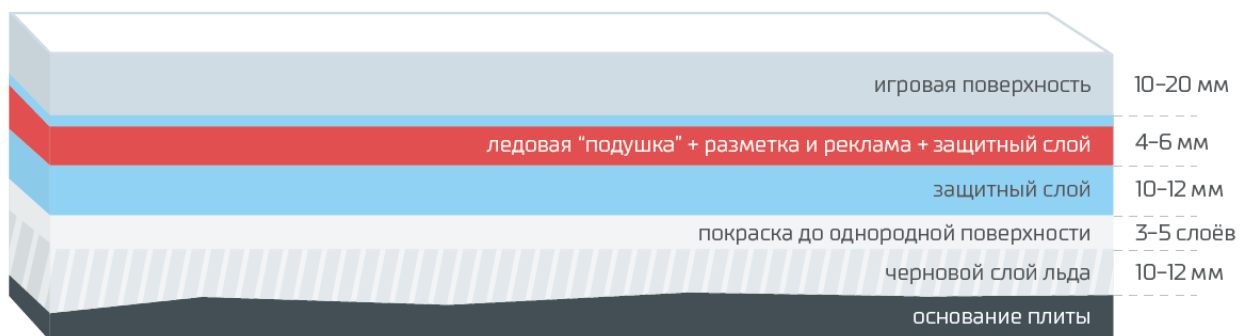 игровая поверхность 10–20 мм
ледовая “подушка” + разметка и реклама + защитный слой 4–6 мм
защитный слой 10–12 мм
покраска до однородной поверхности 3–5 слоёв
черновой слой льда 10–12 мм
основание плиты